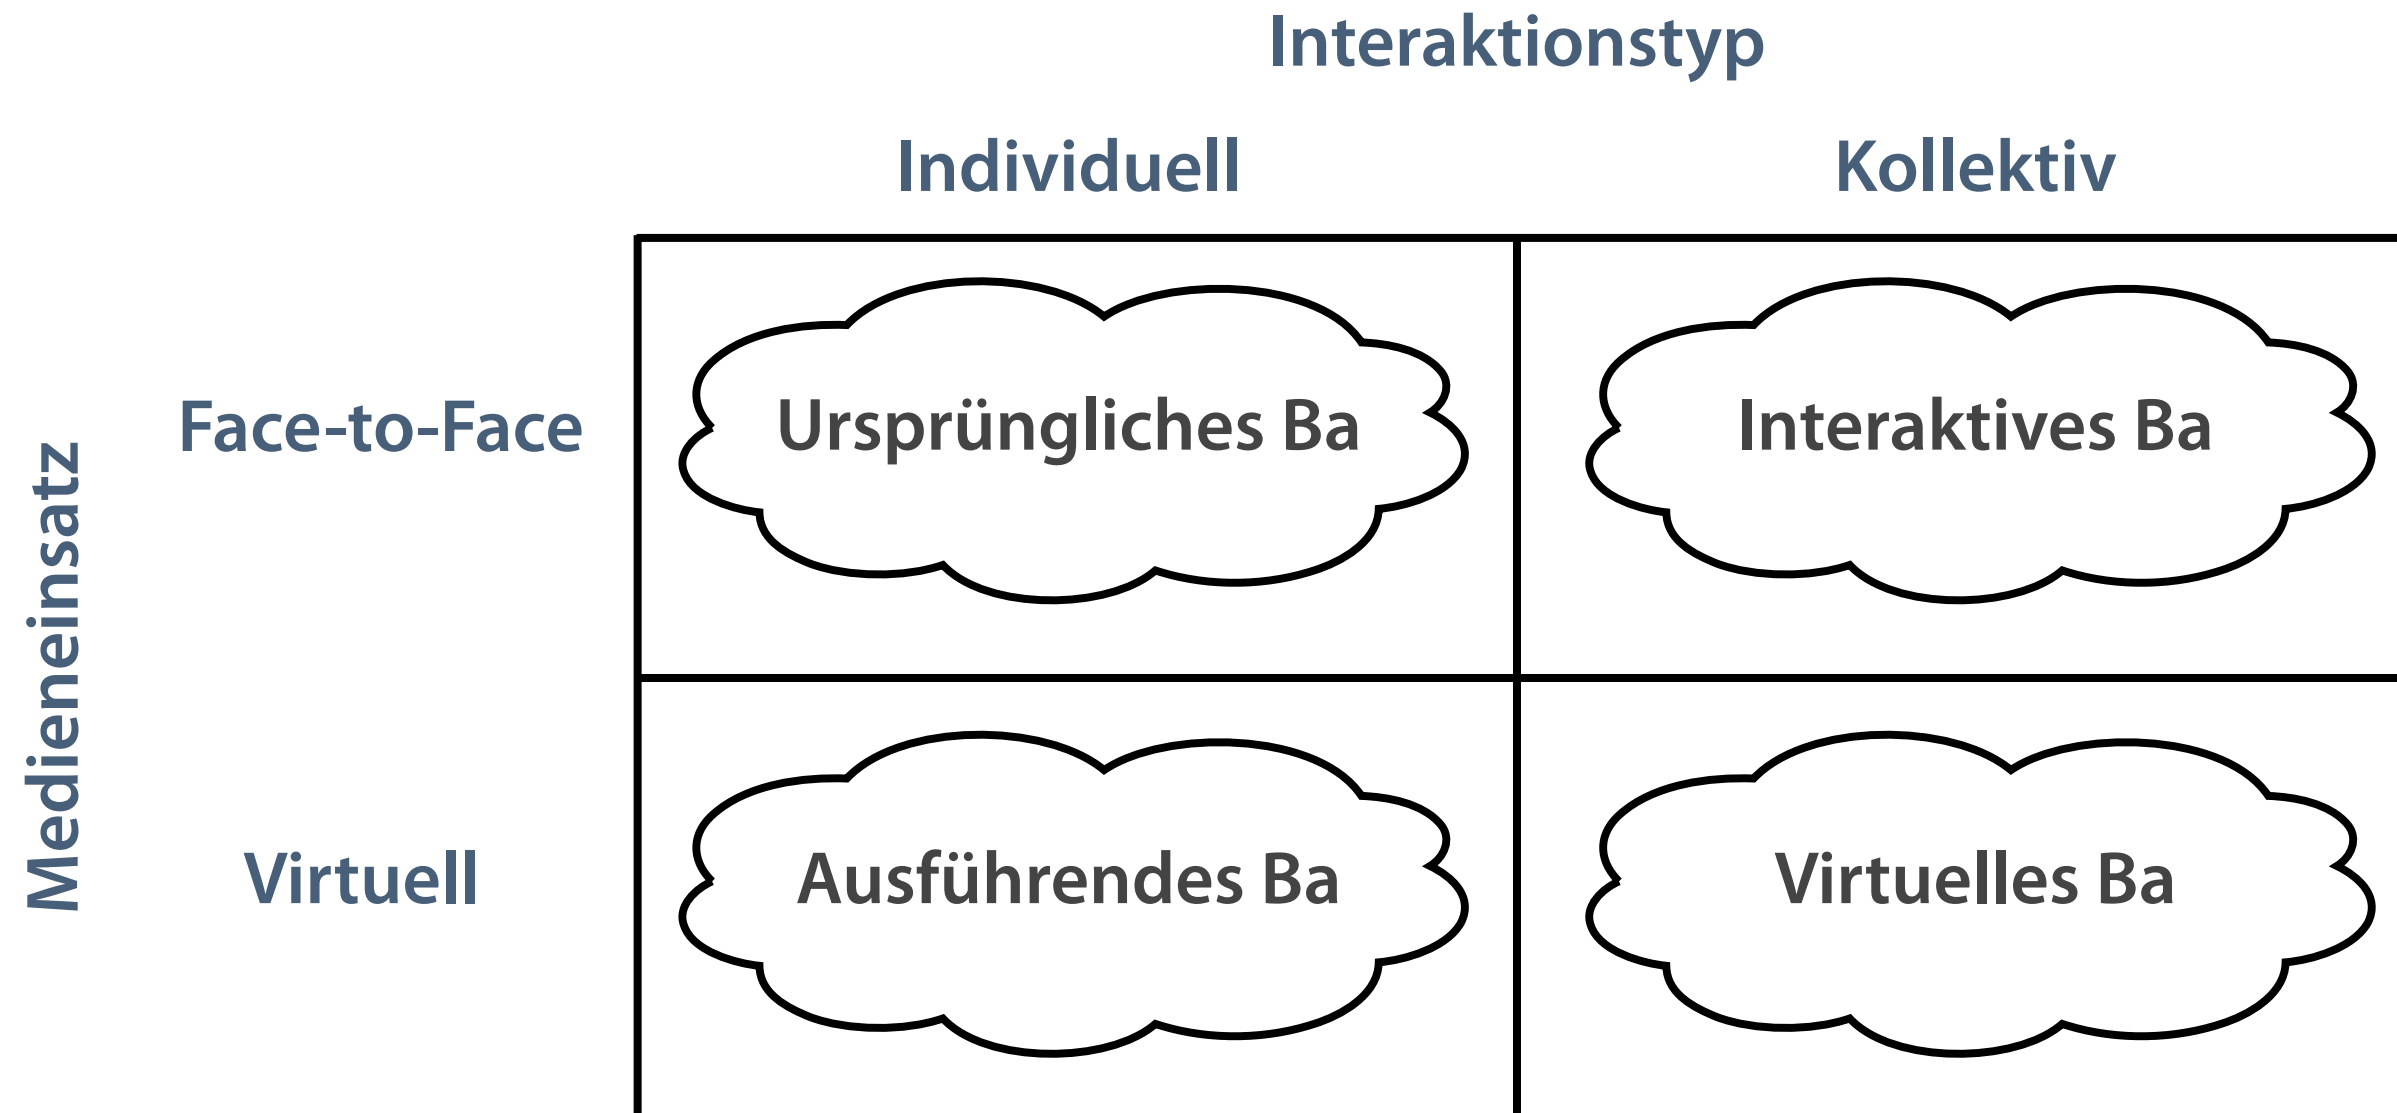 Interaktionstyp
Individuell
Kollektiv
Medieneinsatz
Face-to-Face
Ursprüngliches Ba
Interaktives Ba
Virtuell
Ausführendes Ba
Virtuelles Ba